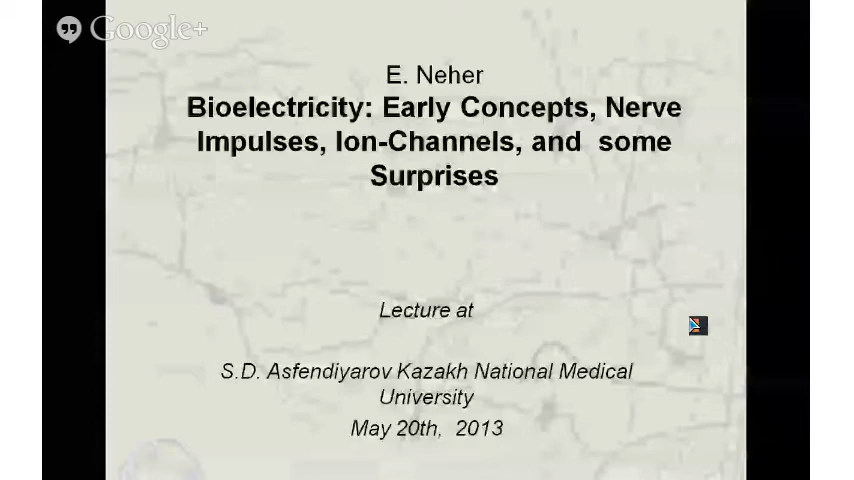 Google+
E. Neher
Bioelectricity: Early Concepts, Nerve
Impulses, Ion-Channels, and some
Surprises
Lecture at
S.D. Asfendiyarov Kazakh National Medical
University
May 20th, 2013